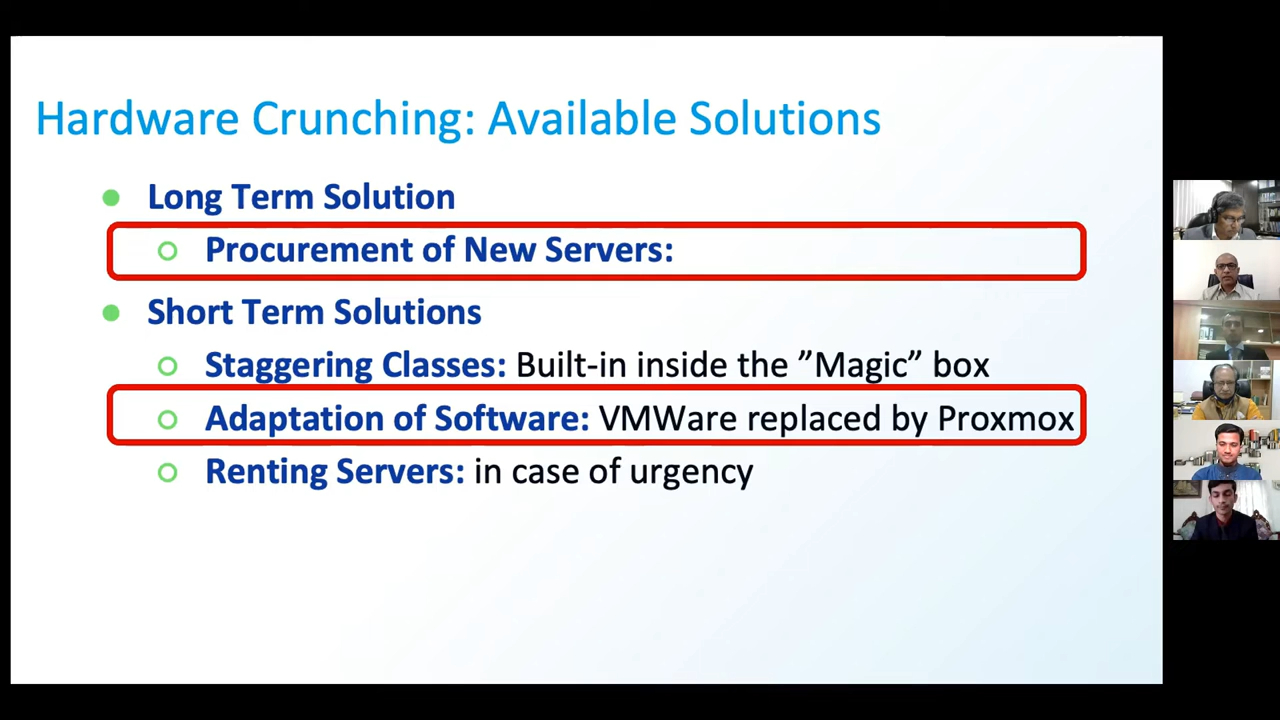 Hardware Crunching: Available Solutions
Long Term Solution
Procurement of New Servers:
Short Term Solutions
Staggering Classes: Built-in inside the ”Magic” box
Adaptation of Software: VMWare replaced by Proxmox
Renting Servers: in case of urgency